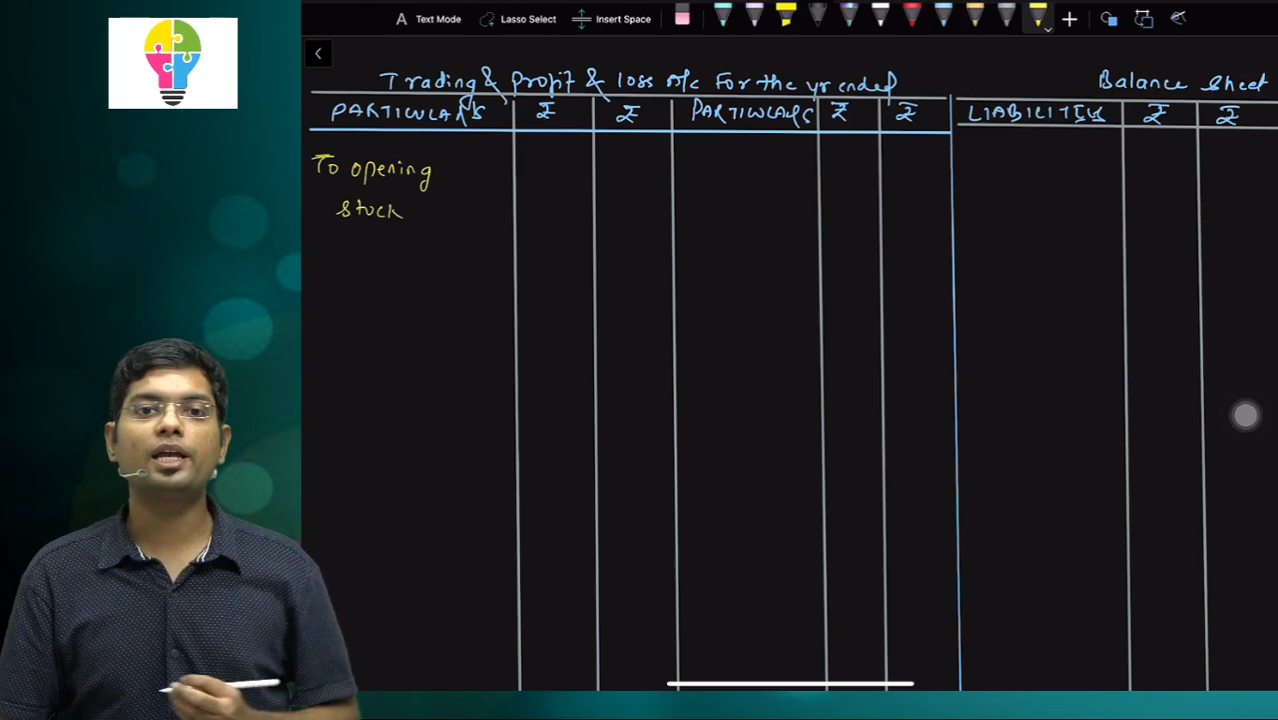 Text Mode
Lasso Select
Insert Space
Trading & profit & loss a/c For the yr ended
Balance Sheet
PARTICULARS ₹ ₹ PARTICULARS ₹ ₹ LIABILITIES ₹ ₹
To opening
stock